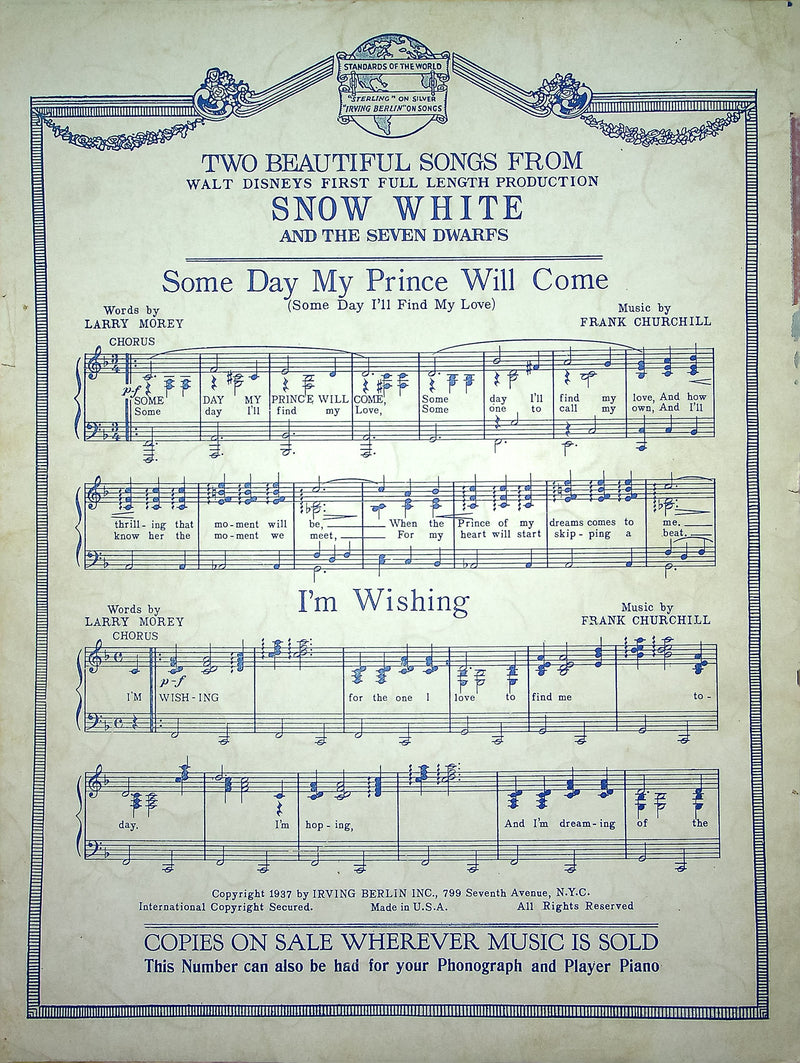 STANDARDS OF THE WORLD
"STERLING" ON SILVER
"IRVING BERLIN" ON SONGS
TWO BEAUTIFUL SONGS FROM
WALT DISNEYS FIRST FULL LENGTH PRODUCTION
SNOW WHITE
AND THE SEVEN DWARFS
Some Day My Prince Will Come
(Some Day I'll Find My Love)
Words by
LARRY MOREY
Music by
FRANK CHURCHILL
CHORUS
p-f
SOME DAY MY PRINCE WILL COME, Some day I'll find my love, And how
Some day I'll find my Love, Some one to call my own, And I'll
thrill - ing that mo - ment will be, When the Prince of my dreams comes to me.
know her the mo - ment we meet, For my heart will start skip - ping a beat.
I'm Wishing
Words by
LARRY MOREY
Music by
FRANK CHURCHILL
CHORUS
p-f
I'M WISH - ING for the one I love to find me to -
day. I'm hop - ing, And I'm dream - ing of the
Copyright 1937 by IRVING BERLIN INC., 799 Seventh Avenue, N.Y.C.
International Copyright Secured. Made in U.S.A. All Rights Reserved
COPIES ON SALE WHEREVER MUSIC IS SOLD
This Number can also be had for your Phonograph and Player Piano